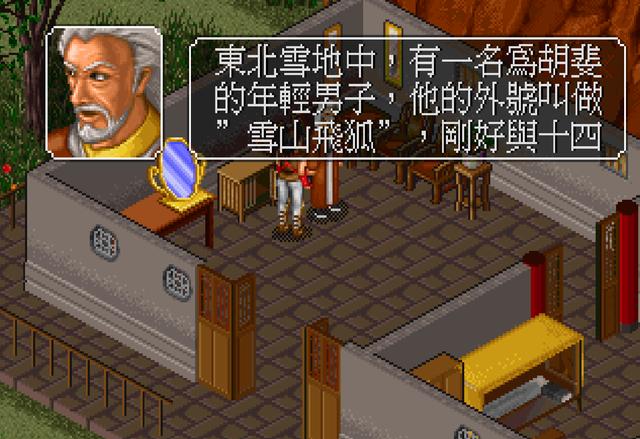 東北雪地中，有一名為胡斐
的年輕男子，他的外號叫做
”雪山飛狐”，剛好與十四